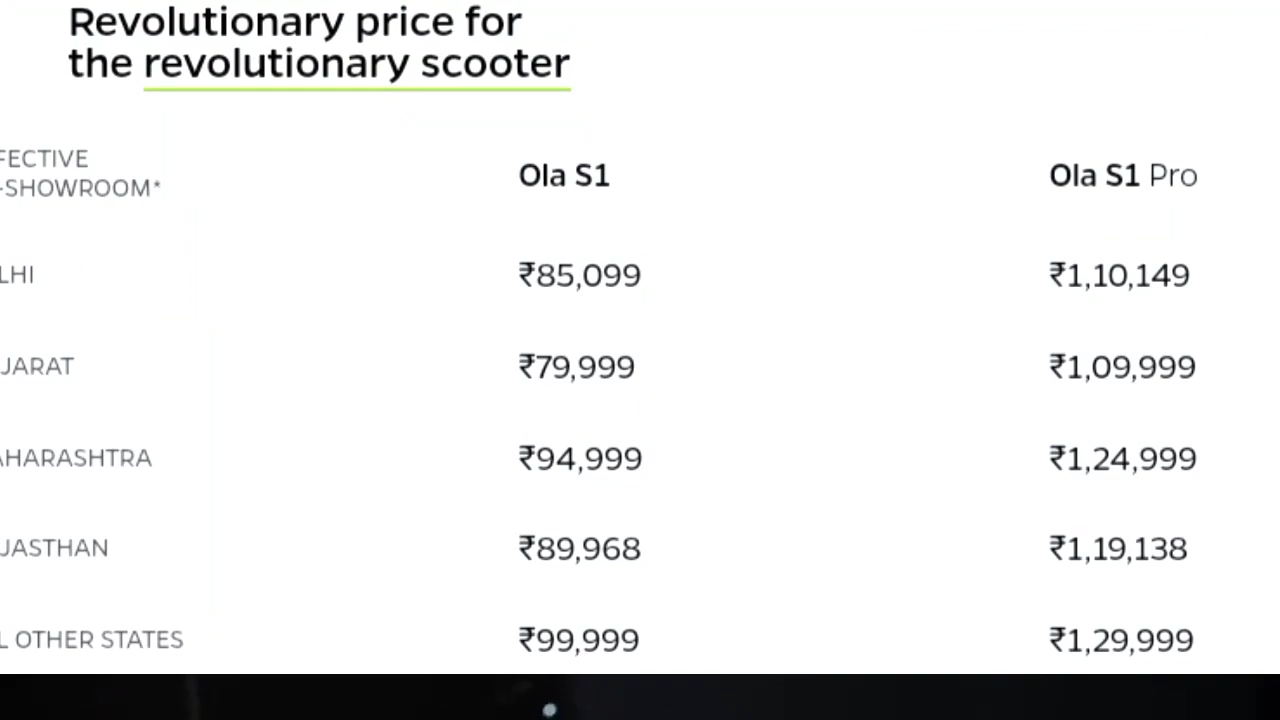 Revolutionary price for
the revolutionary scooter
FECTIVE
-SHOWROOM*
Ola S1
Ola S1 Pro
LHI
₹85,099
₹1,10,149
JARAT
₹79,999
₹1,09,999
AHARASHTRA
₹94,999
₹1,24,999
JASTHAN
₹89,968
₹1,19,138
L OTHER STATES
₹99,999
₹1,29,999